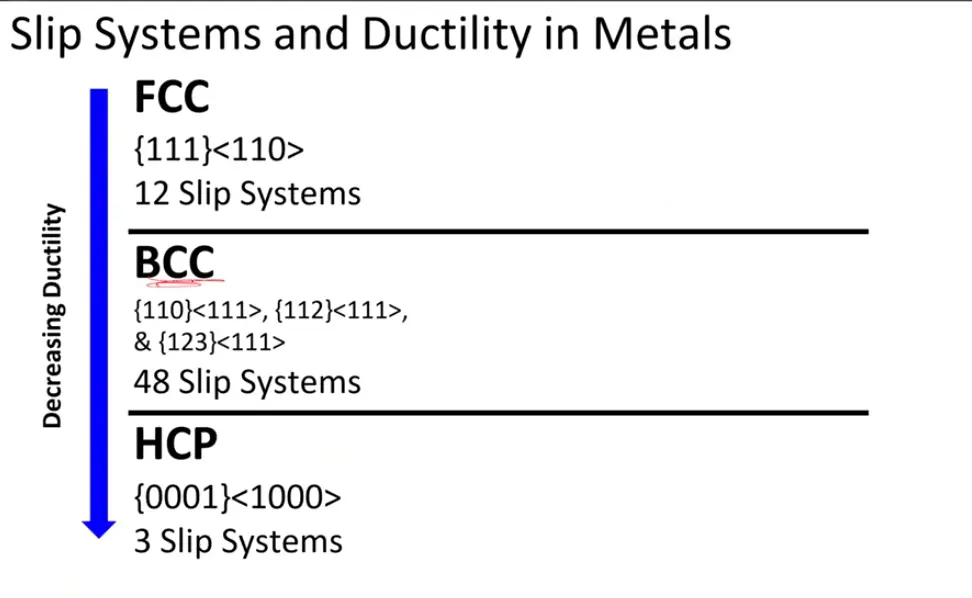 Slip Systems and Ductility in Metals
Decreasing Ductility
FCC
{111}<110>
12 Slip Systems
BCC
{110}<111>, {112}<111>,
& {123}<111>
48 Slip Systems
HCP
{0001}<1000>
3 Slip Systems